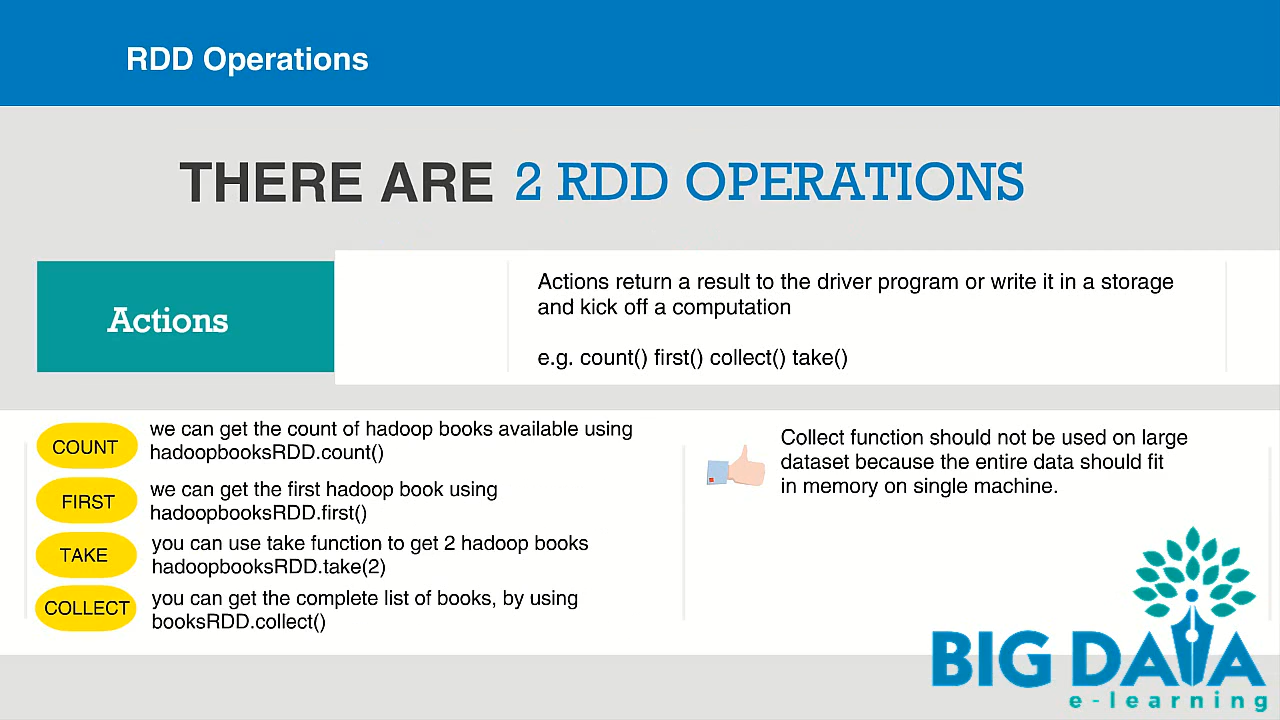 RDD Operations
THERE ARE 2 RDD OPERATIONS
Actions
Actions return a result to the driver program or write it in a storage
and kick off a computation
e.g. count() first() collect() take()
COUNT
we can get the count of hadoop books available using
hadoopbooksRDD.count()
FIRST
we can get the first hadoop book using
hadoopbooksRDD.first()
TAKE
you can use take function to get 2 hadoop books
hadoopbooksRDD.take(2)
COLLECT
you can get the complete list of books, by using
booksRDD.collect()
Collect function should not be used on large
dataset because the entire data should fit
in memory on single machine.
BIG DATA
e-learning